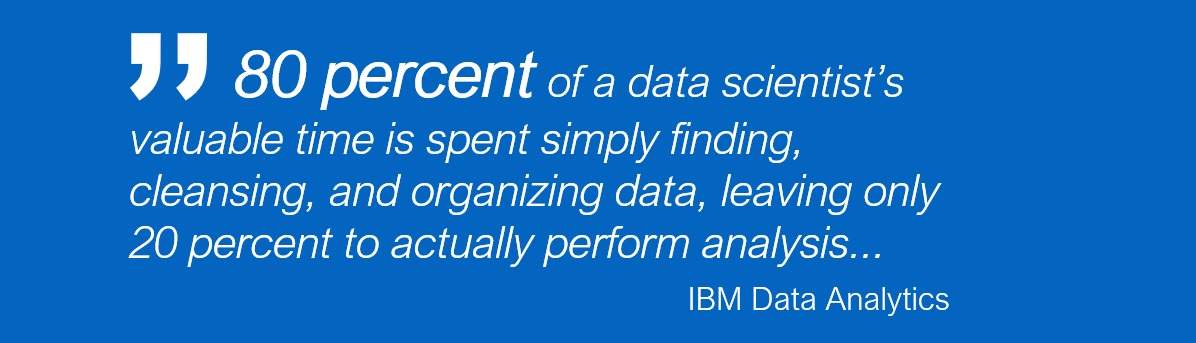 ” 80 percent of a data scientist’s
valuable time is spent simply finding,
cleansing, and organizing data, leaving only
20 percent to actually perform analysis...
IBM Data Analytics